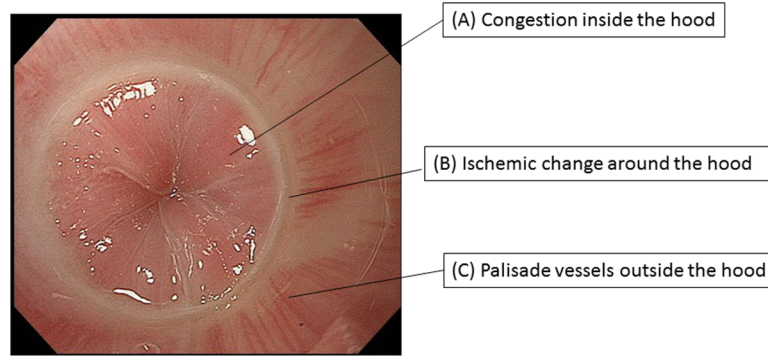 (A) Congestion inside the hood
(B) Ischemic change around the hood
(C) Palisade vessels outside the hood